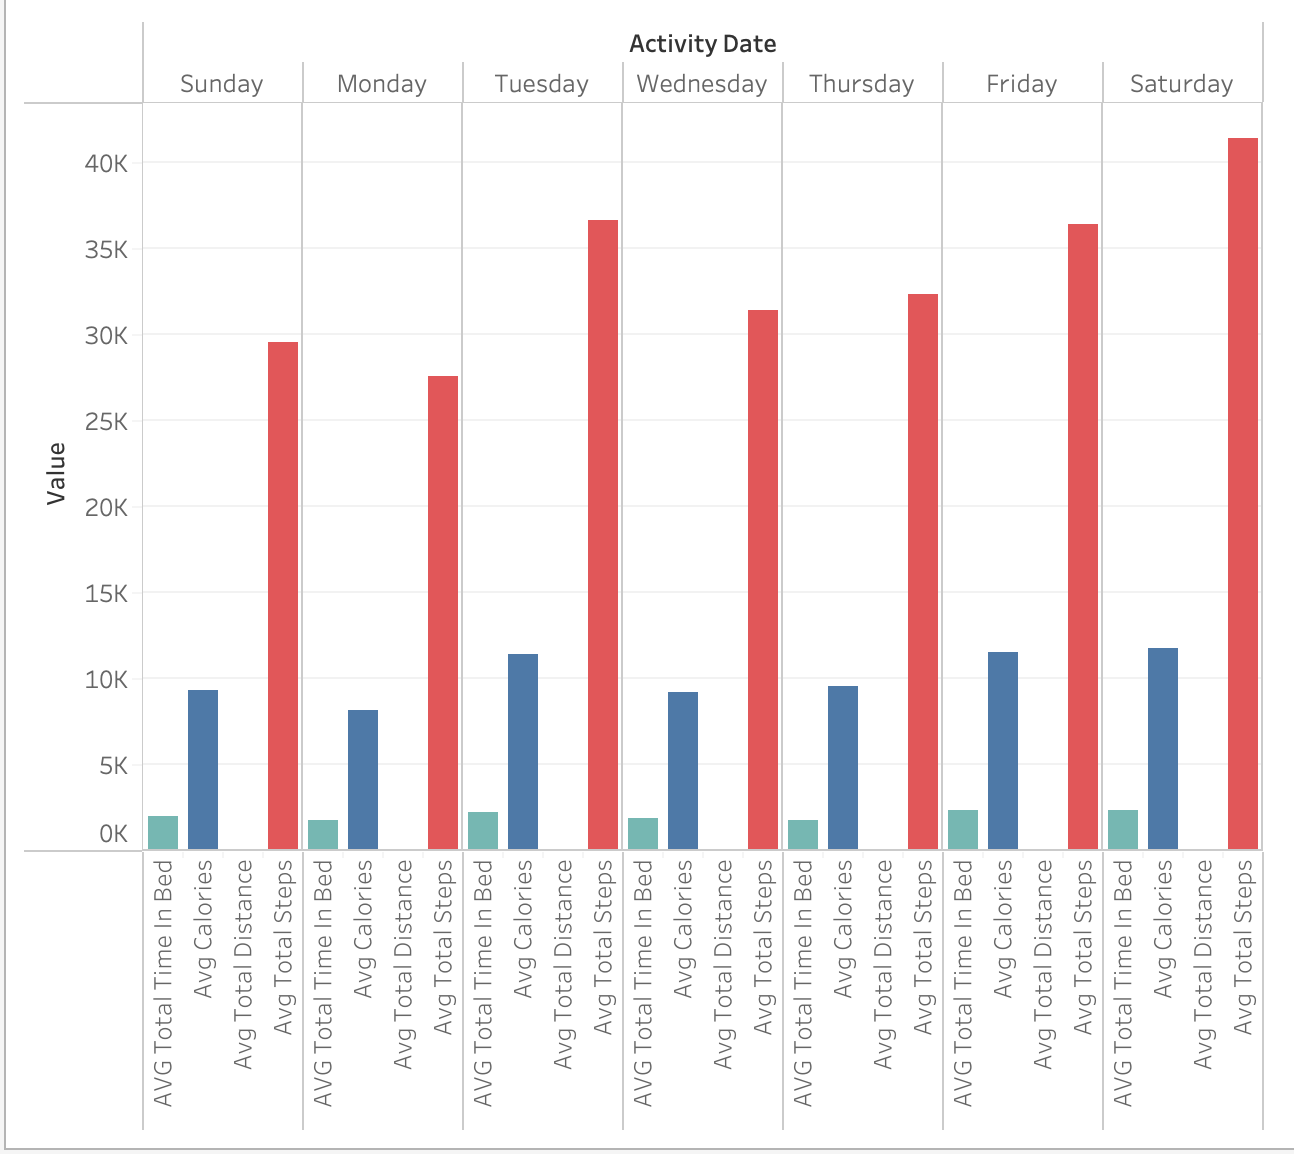 Activity Date
Sunday
Monday
Tuesday
Wednesday
Thursday
Friday
Saturday
Value
40K
35K
30K
25K
20K
15K
10K
5K
0K
AVG Total Time In Bed
Avg Calories
Avg Total Distance
Avg Total Steps
AVG Total Time In Bed
Avg Calories
Avg Total Distance
Avg Total Steps
AVG Total Time In Bed
Avg Calories
Avg Total Distance
Avg Total Steps
AVG Total Time In Bed
Avg Calories
Avg Total Distance
Avg Total Steps
AVG Total Time In Bed
Avg Calories
Avg Total Distance
Avg Total Steps
AVG Total Time In Bed
Avg Calories
Avg Total Distance
Avg Total Steps
AVG Total Time In Bed
Avg Calories
Avg Total Distance
Avg Total Steps